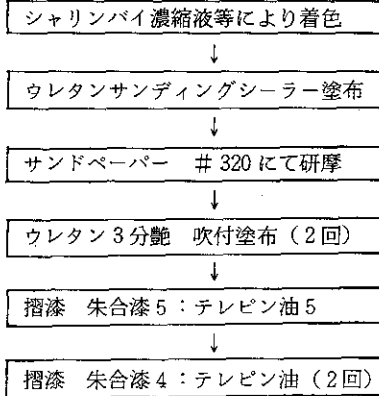 シャリンバイ濃縮液等により着色
↓
ウレタンサンディングシーラー塗布
↓
サンドペーパー ＃320にて研摩
↓
ウレタン3分艶 吹付塗布（2回）
↓
摺漆 朱合漆5：テレピン油5
↓
摺漆 朱合漆4：テレピン油（2回）